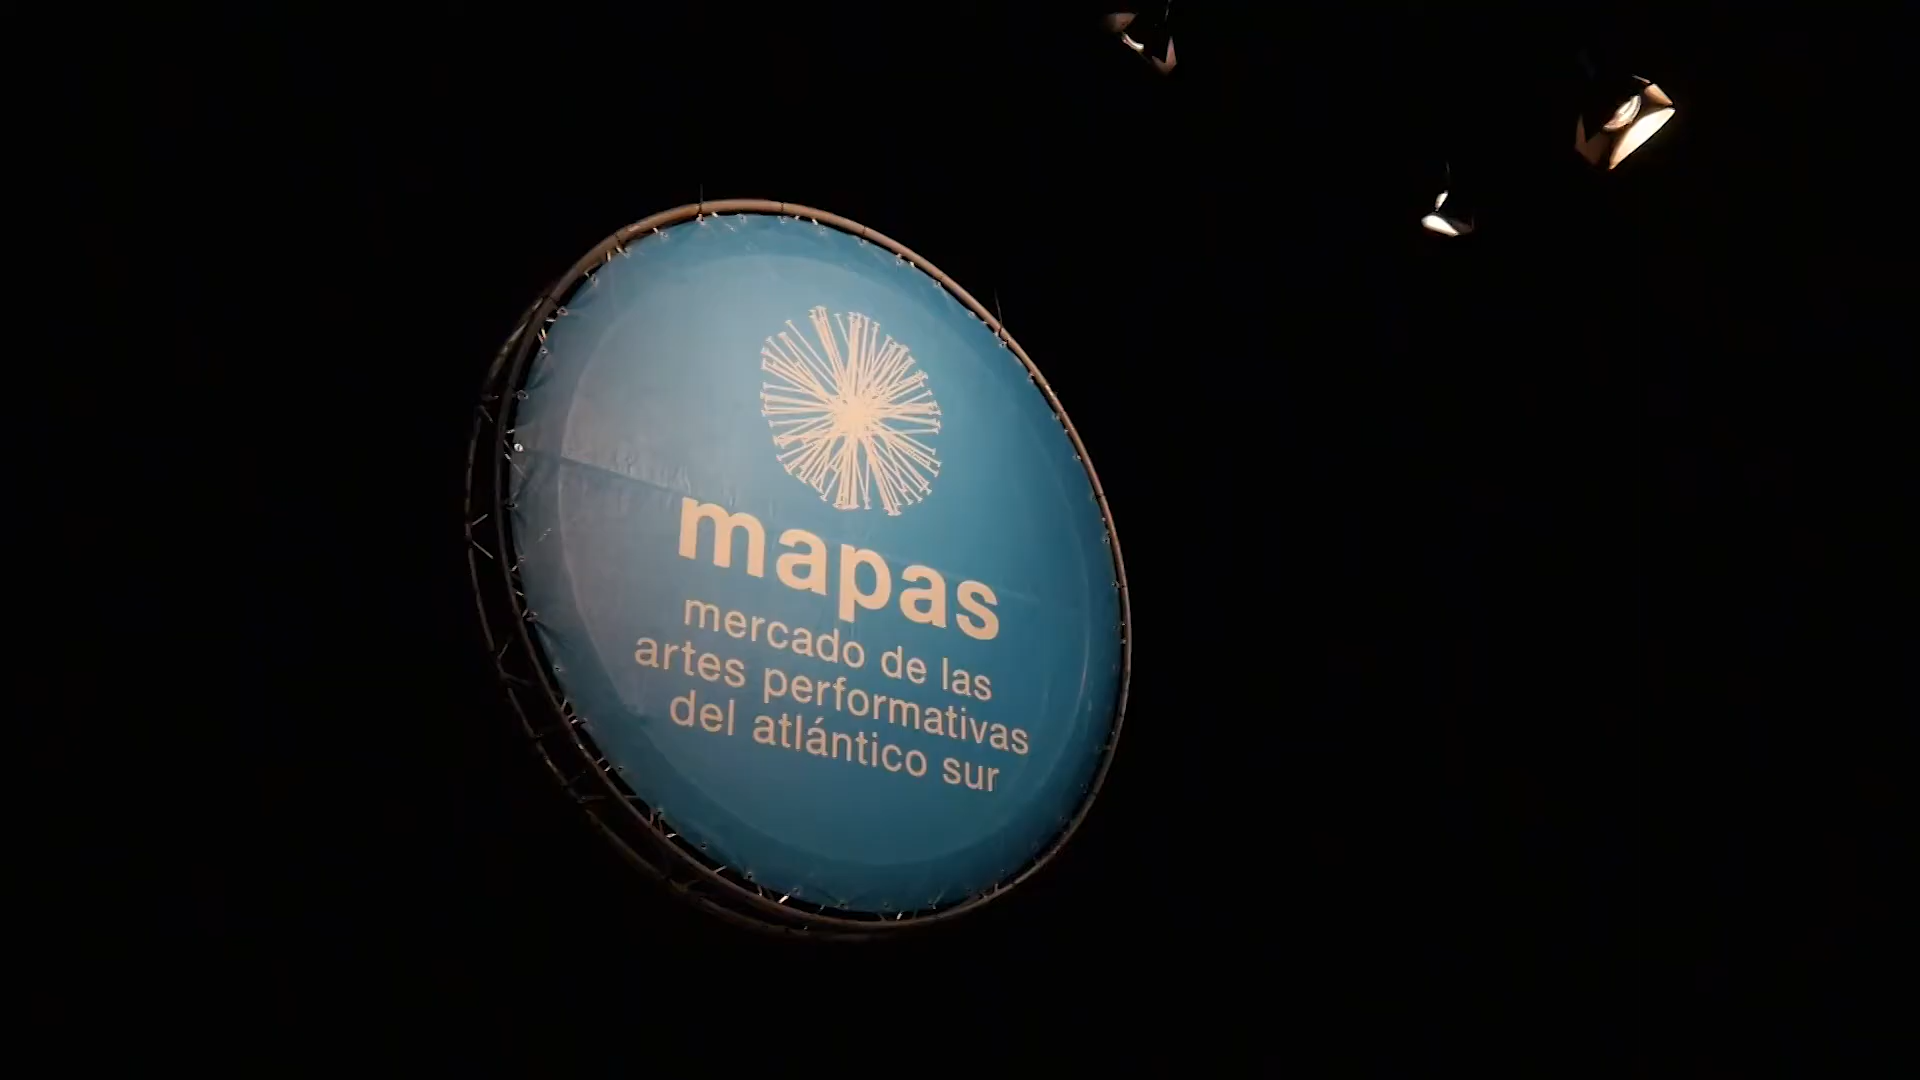 mapas
mercado de las
artes performativas
del atlántico sur